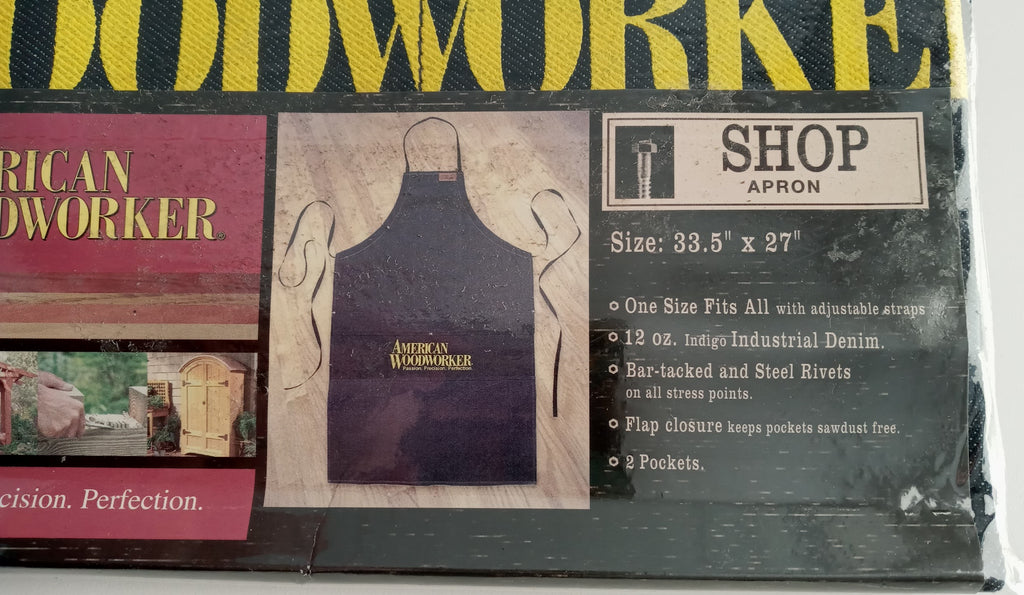 OODWORKE
RICAN
ODWORKER®
cision. Perfection.
AMERICAN
WOODWORKER
Passion. Precision. Perfection.
SHOP
APRON
Size: 33.5" x 27"
One Size Fits All with adjustable straps
12 oz. Indigo Industrial Denim.
Bar-tacked and Steel Rivets
on all stress points.
Flap closure keeps pockets sawdust free.
2 Pockets.